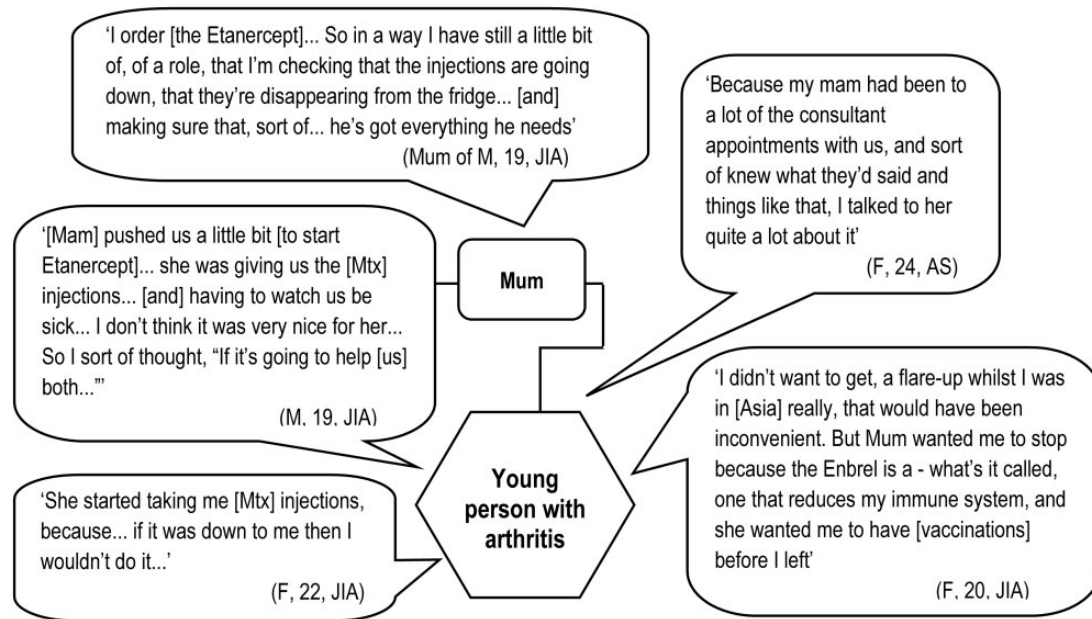 ‘I order [the Etanercept]... So in a way I have still a little bit
of, of a role, that I’m checking that the injections are going
down, that they’re disappearing from the fridge... [and]
making sure that, sort of... he’s got everything he needs’
(Mum of M, 19, JIA)
‘Because my mam had been to
a lot of the consultant
appointments with us, and sort
of knew what they’d said and
things like that, I talked to her
quite a lot about it’
(F, 24, AS)
‘[Mam] pushed us a little bit [to start
Etanercept]... she was giving us the [Mtx]
injections... [and] having to watch us be
sick... I don’t think it was very nice for her...
So I sort of thought, “If it’s going to help [us]
both...”’
(M, 19, JIA)
Mum
‘I didn’t want to get, a flare-up whilst I was
in [Asia] really, that would have been
inconvenient. But Mum wanted me to stop
because the Enbrel is a - what’s it called,
one that reduces my immune system, and
she wanted me to have [vaccinations]
before I left’
(F, 20, JIA)
Young
person with
arthritis
‘She started taking me [Mtx] injections,
because... if it was down to me then I
wouldn’t do it...’
(F, 22, JIA)